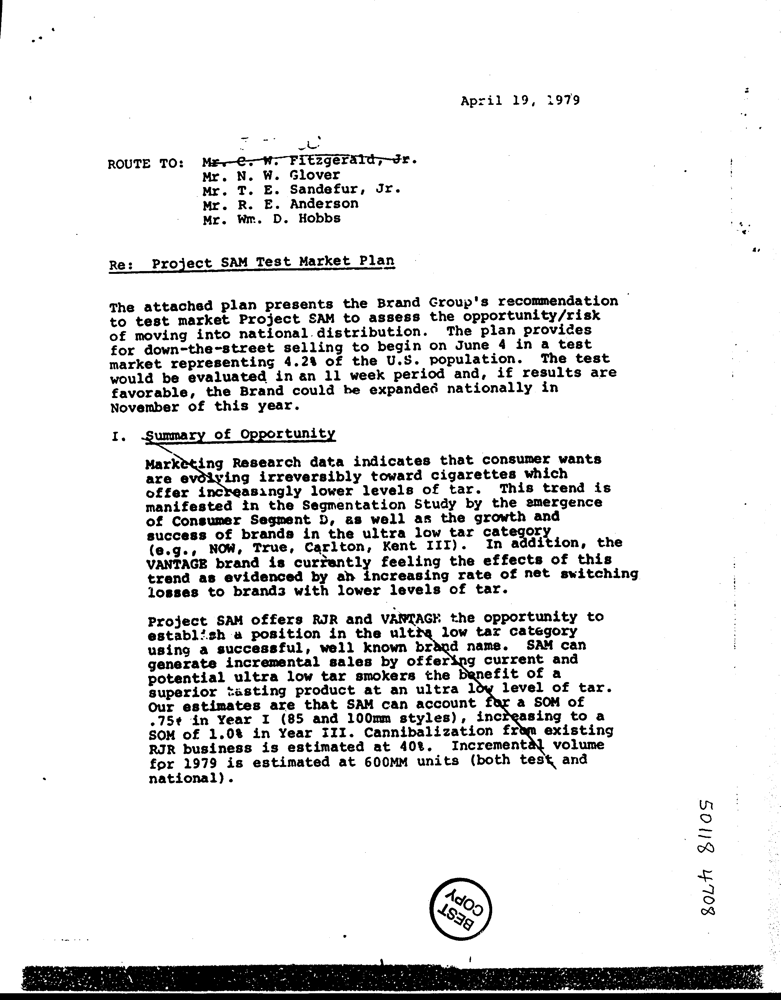 April 19, 1979
ROUTE TO: Mr. C. W. Fitzgerald, Jr.
Mr. N. W. Glover
Mr. T. E. Sandefur, Jr.
Mr. R. E. Anderson
Mr. Wm. D. Hobbs
Re: Project SAM Test Market Plan
The attached plan presents the Brand Group's recommendation
to test market Project SAM to assess the opportunity/risk
of moving into national distribution. The plan provides
for down-the-street selling to begin on June 4 in a test
market representing 4.2% of the U.S. population. The test
would be evaluated in an 11 week period and, if results are
favorable, the Brand could be expanded nationally in
November of this year.
I. Summary of Opportunity
Marketing Research data indicates that consumer wants
are evolving irreversibly toward cigarettes which
offer increasingly lower levels of tar. This trend is
manifested in the Segmentation Study by the emergence
of Consumer Segment D, as well as the growth and
success of brands in the ultra low tar category
(e.g., NOW, True, Carlton, Kent III). In addition, the
VANTAGE brand is currently feeling the effects of this
trend as evidenced by an increasing rate of net switching
losses to brands with lower levels of tar.
Project SAM offers RJR and VANTAGE the opportunity to
establish a position in the ultra low tar category
using a successful, well known brand name. SAM can
generate incremental sales by offering current and
potential ultra low tar smokers the benefit of a
superior tasting product at an ultra low level of tar.
Our estimates are that SAM can account for a SOM of
.75% in Year I (85 and 100mm styles), increasing to a
SOM of 1.0% in Year III. Cannibalization from existing
RJR business is estimated at 40%. Incremental volume
for 1979 is estimated at 600MM units (both test and
national).
50118 4708
BEST
COPY